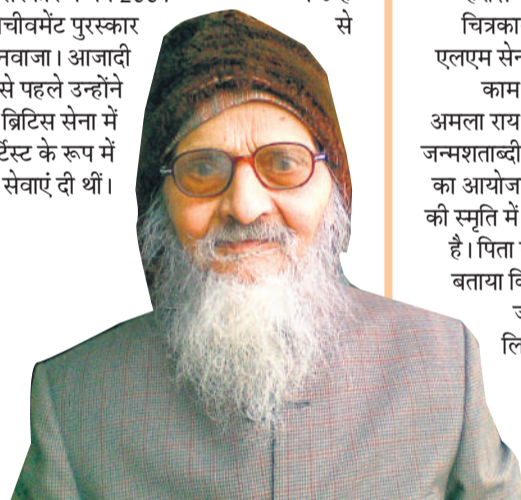 चीवमेंट पुरस्कार
नवाजा। आजादी
से पहले उन्होंने
ब्रिटिस सेना में
र्टिस्ट के रूप में
सेवाएं दी थीं।
से
चित्रका
एलएम सेन
काम
अमला राय
जन्मशताब्दी
का आयोज
की स्मृति में
है। पिता
बताया वि
लि